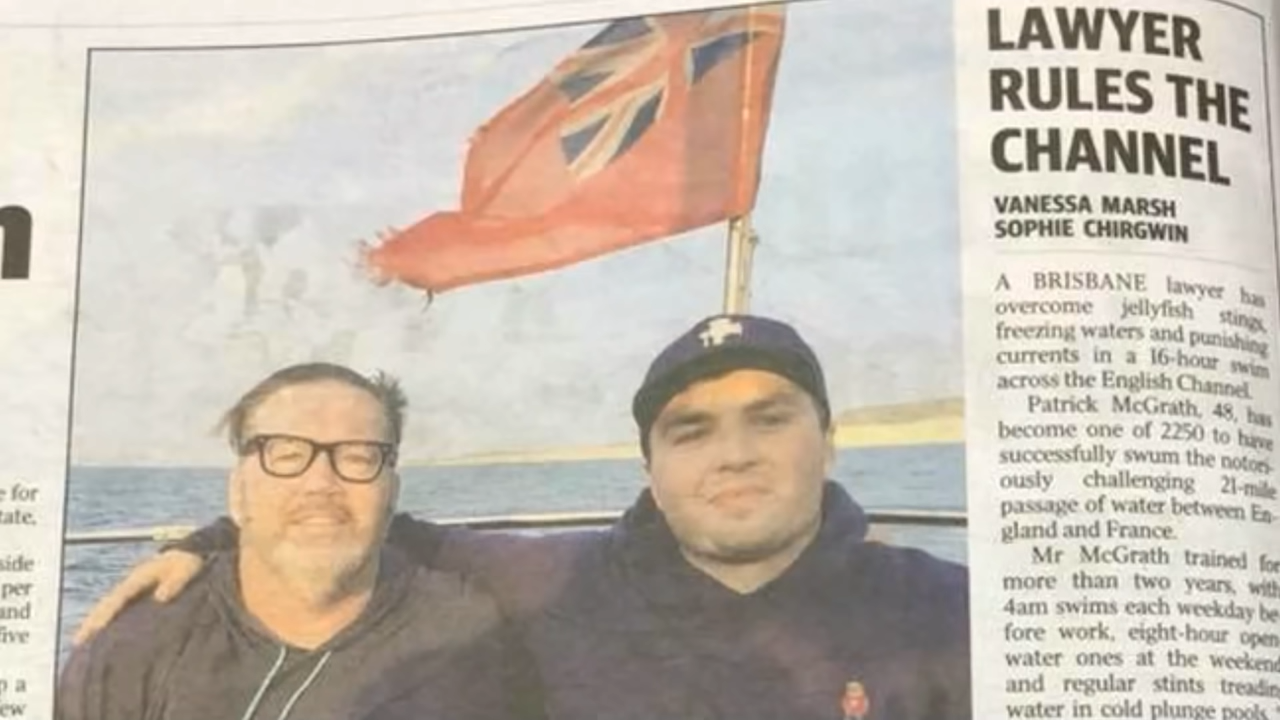 n
e for
tate,
side
per
and
five
p a
ew
LAWYER
RULES THE
CHANNEL
VANESSA MARSH
SOPHIE CHIRGWIN
A BRISBANE lawyer has
overcome jellyfish stings,
freezing waters and punishing
currents in a 16-hour swim
across the English Channel.
Patrick McGrath, 48, has
become one of 2250 to have
successfully swum the notori-
ously challenging 21-mile
passage of water between En-
gland and France.
Mr McGrath trained for
more than two years, with
4am swims each weekday be-
fore work, eight-hour open
water ones at the weekend
and regular stints treadin
water in cold plunge pools